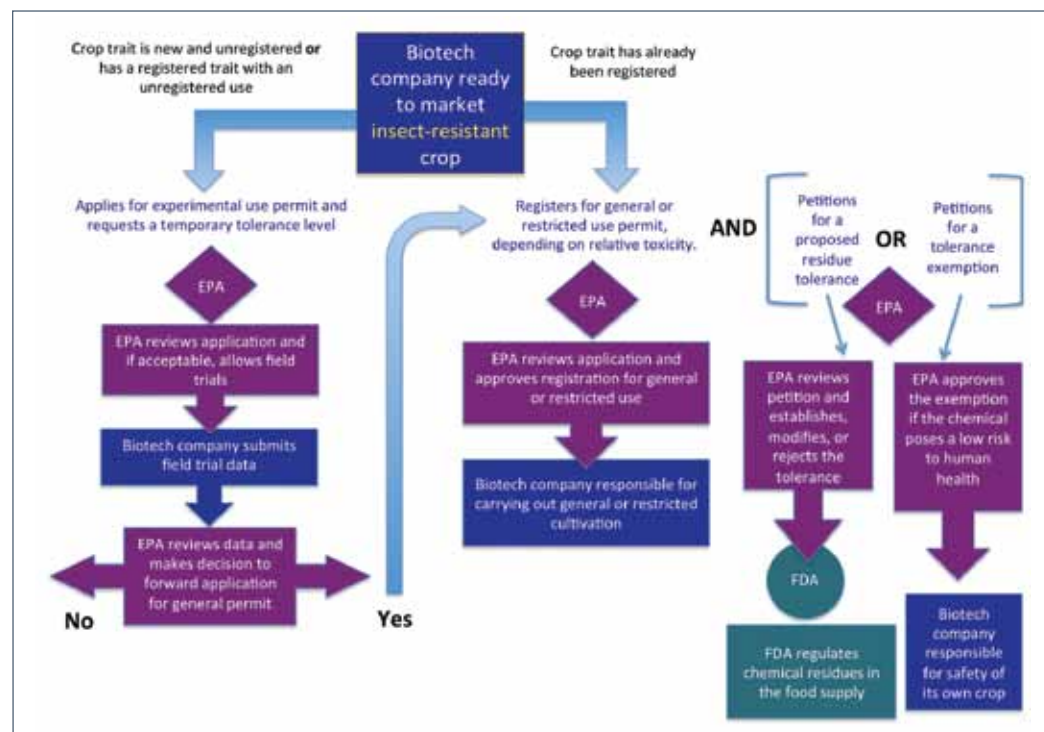 Crop trait is new and unregistered or
has a registered trait with an
unregistered use
Biotech
company ready
to market
insect-resistant
crop
Crop trait has already
been registered
Applies for experimental use permit and
requests a temporary tolerance level
EPA
EPA reviews application and
if acceptable, allows field
trials
Biotech company submits
field trial data
EPA reviews data and
makes decision to
forward application
for general permit
No
Yes
Registers for general or
restricted use permit,
depending on relative toxicity.
EPA
EPA reviews application and
approves registration for general
or restricted use
Biotech company responsible for
carrying out general or restricted
cultivation
AND
Petitions
for a
proposed
residue
tolerance
OR
Petitions
for a
tolerance
exemption
EPA
EPA reviews
petition and
establishes,
modifies, or
rejects the
tolerance
EPA approves
the exemption
if the chemical
poses a low risk
to human
health
FDA
FDA regulates
chemical residues in
the food supply
Biotech
company
responsible
for safety of
its own crop